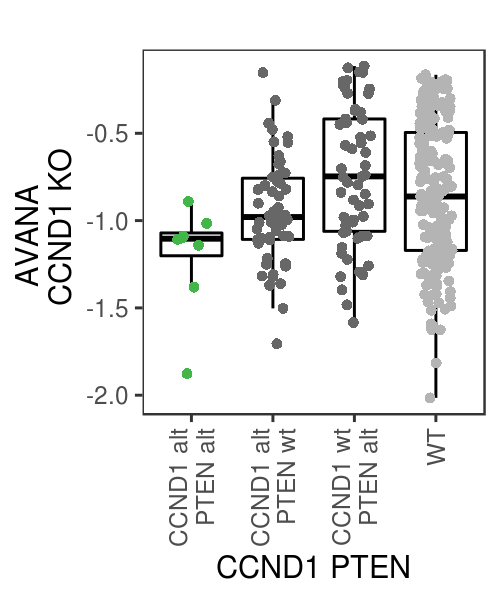 AVANA
CCND1 KO
-0.5
-1.0
-1.5
-2.0
CCND1 alt
PTEN alt
CCND1 alt
PTEN wt
CCND1 wt
PTEN alt
WT
CCND1 PTEN